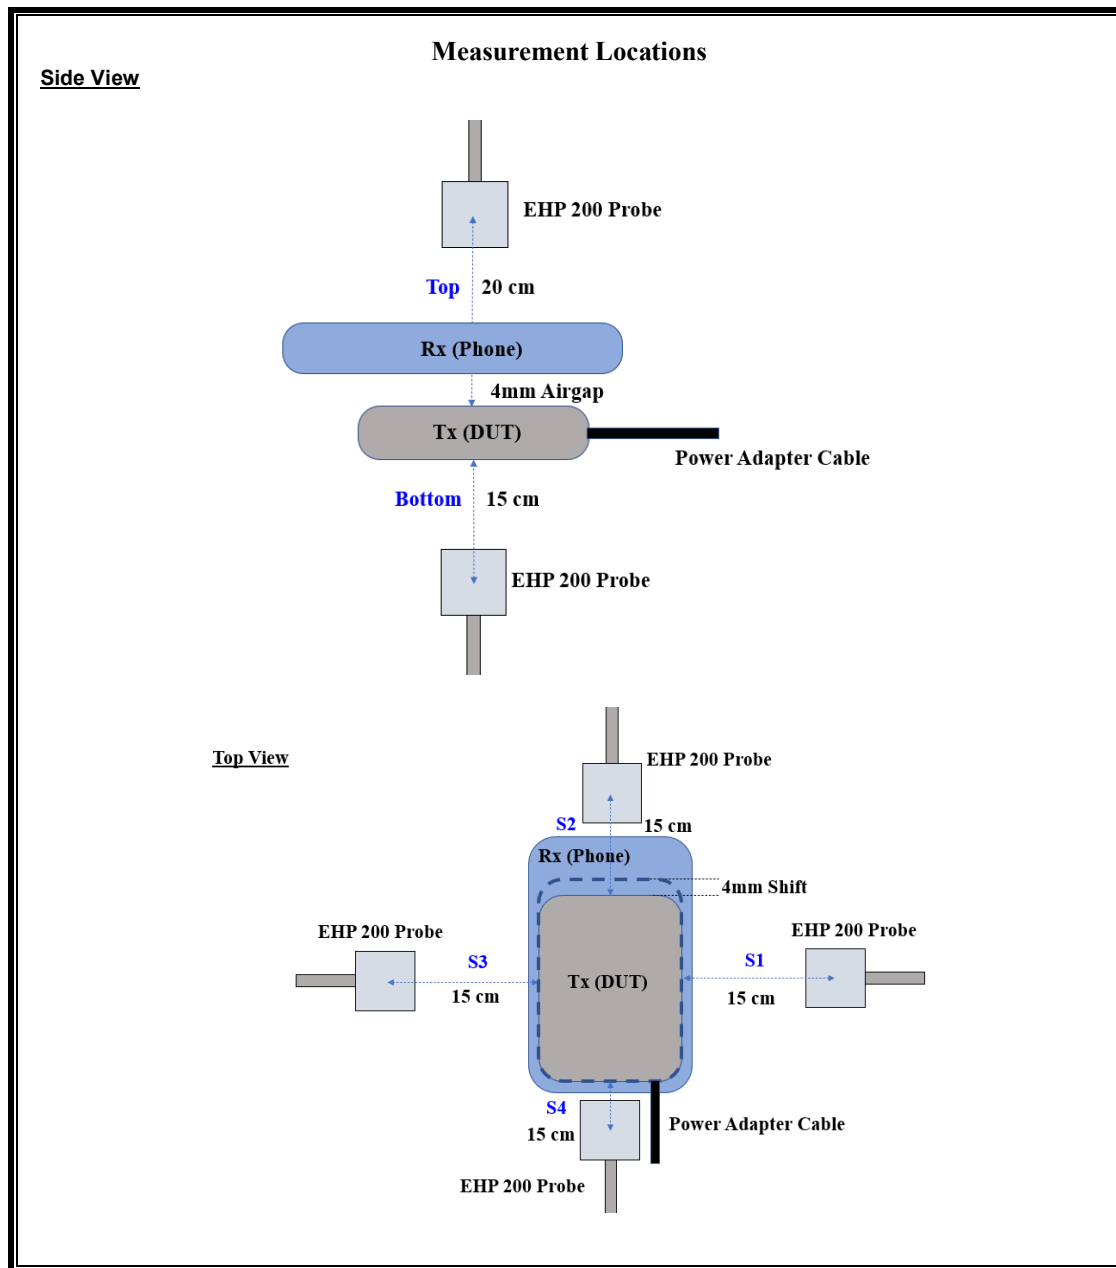 Measurement Locations
Side View
EHP 200 Probe
Top 20 cm
Rx (Phone)
4mm Airgap
Tx (DUT)
Power Adapter Cable
Bottom 15 cm
EHP 200 Probe
Top View
EHP 200 Probe
S2 15 cm
Rx (Phone)
4mm Shift
EHP 200 Probe
EHP 200 Probe
S3
S1
Tx (DUT)
15 cm
15 cm
S4
Power Adapter Cable
15 cm
EHP 200 Probe